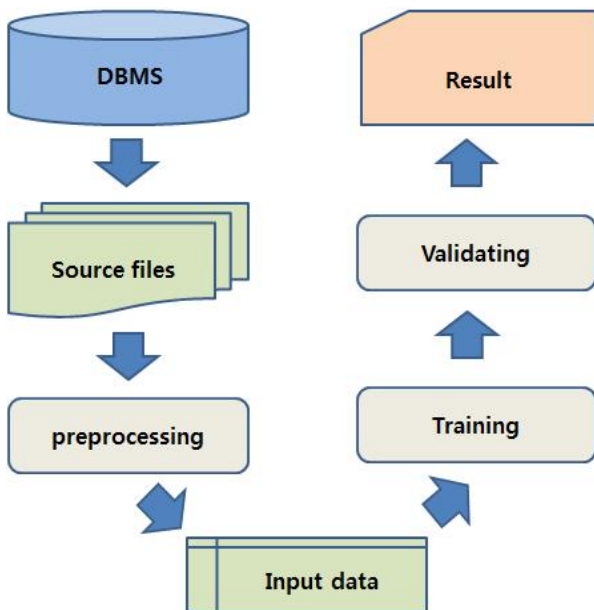 DBMS
Source files
preprocessing
Input data
Training
Validating
Result